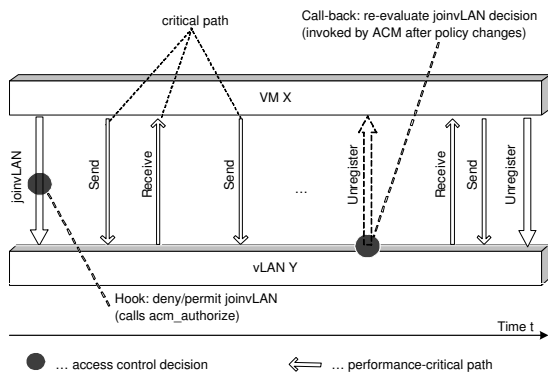 critical path
Call-back: re-evaluate joinvLAN decision
(invoked by ACM after policy changes)
VM X
joinvLAN
Send
Receive
Send
...
Unregister
Receive
Send
Unregister
vLAN Y
Hook: deny/permit joinvLAN
(calls acm_authorize)
Time t
... access control decision
... performance-critical path